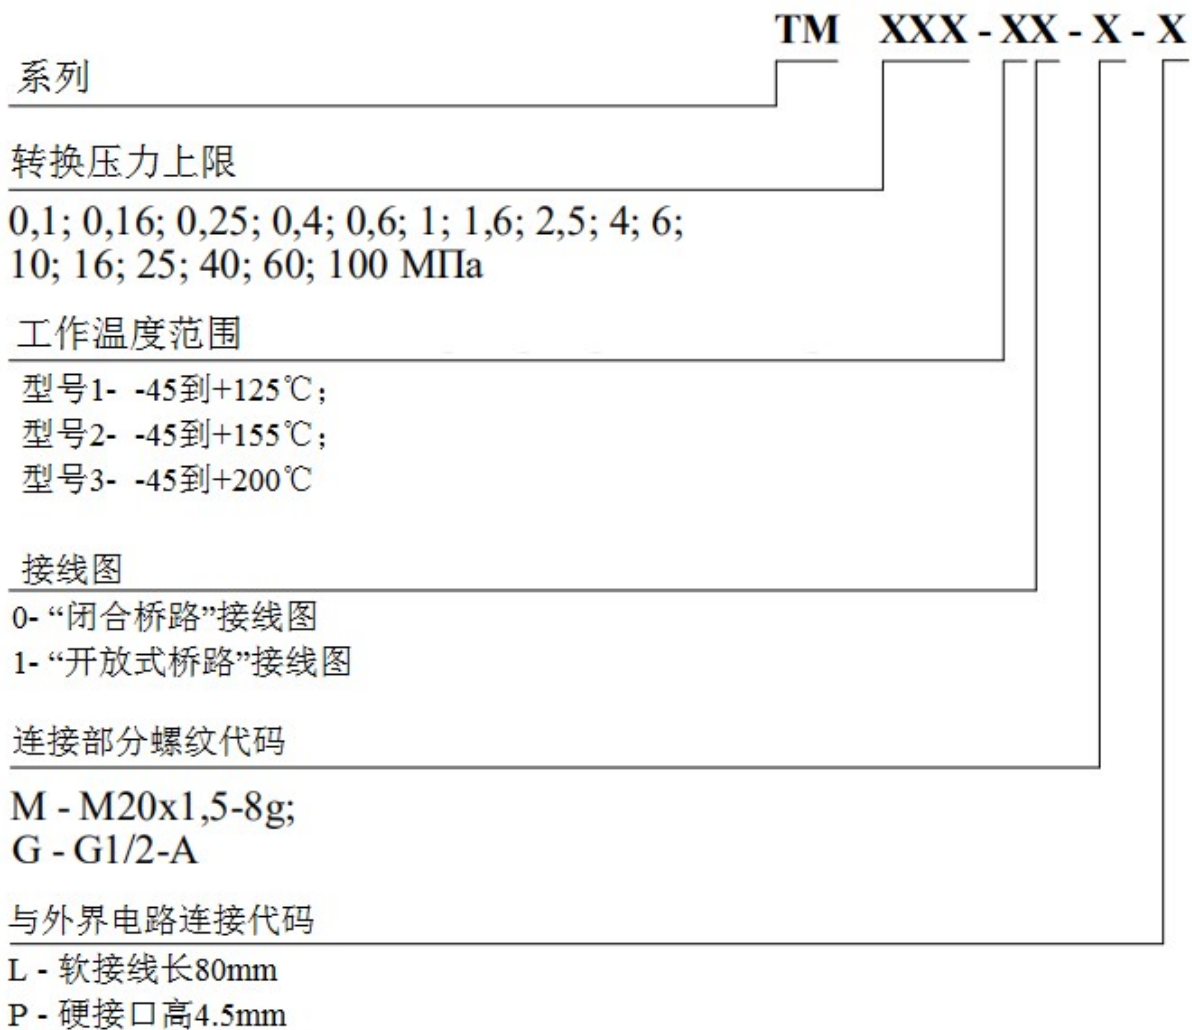 TM XXX - XX - X - X
系列
转换压力上限
0,1; 0,16; 0,25; 0,4; 0,6; 1; 1,6; 2,5; 4; 6;
10; 16; 25; 40; 60; 100 МПа
工作温度范围
型号1- -45到+125℃；
型号2- -45到+155℃；
型号3- -45到+200℃
接线图
0- “闭合桥路”接线图
1- “开放式桥路”接线图
连接部分螺纹代码
M - M20x1,5-8g;
G - G1/2-A
与外界电路连接代码
L - 软接线长80mm
P - 硬接口高4.5mm